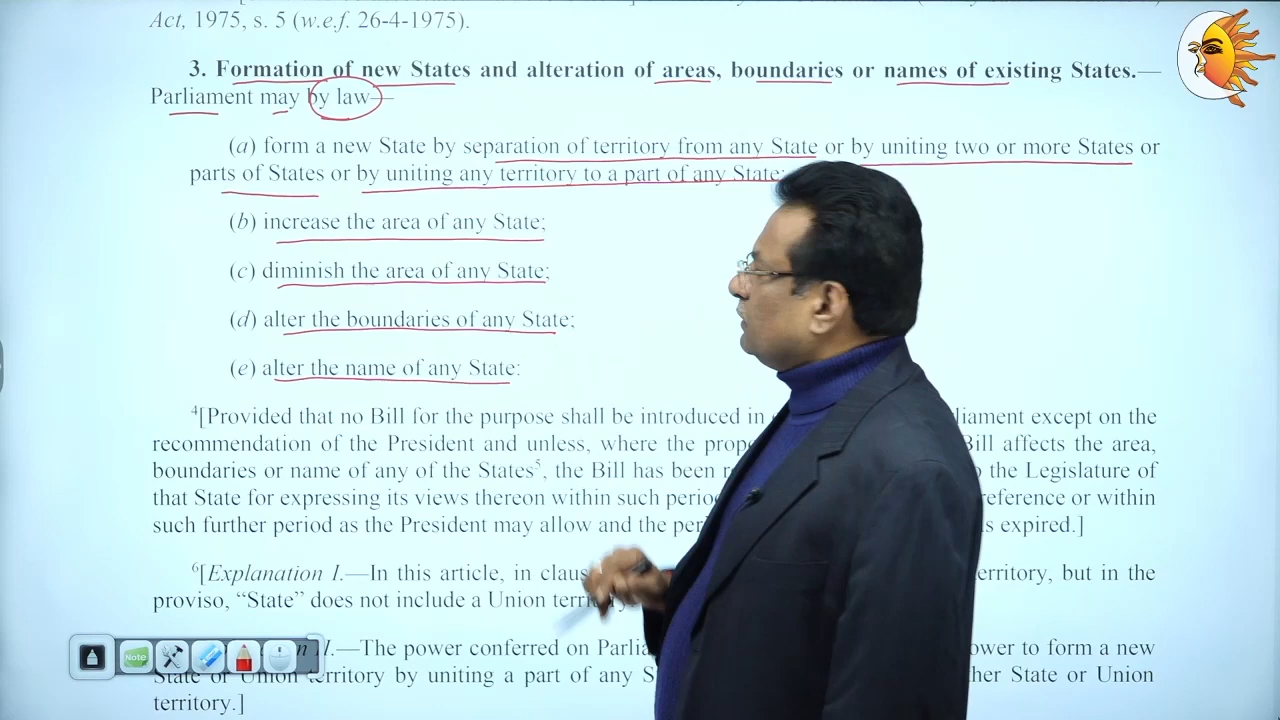 Act, 1975, s. 5 (w.e.f. 26-4-1975).
3. Formation of new States and alteration of areas, boundaries or names of existing States.—
Parliament may by law—
(a) form a new State by separation of territory from any State or by uniting two or more States or
parts of States or by uniting any territory to a part of any State;
(b) increase the area of any State;
(c) diminish the area of any State;
(d) alter the boundaries of any State;
(e) alter the name of any State:
4[Provided that no Bill for the purpose shall be introduced in liament except on the
recommendation of the President and unless, where the prop Bill affects the area,
boundaries or name of any of the States5, the Bill has been r o the Legislature of
that State for expressing its views thereon within such perio reference or within
such further period as the President may allow and the per s expired.]
6[Explanation I.—In this article, in claus erritory, but in the
proviso, “State” does not include a Union territory.
n II.—The power conferred on Parlia ower to form a new
State or Union territory by uniting a part of any S her State or Union
territory.]
Note